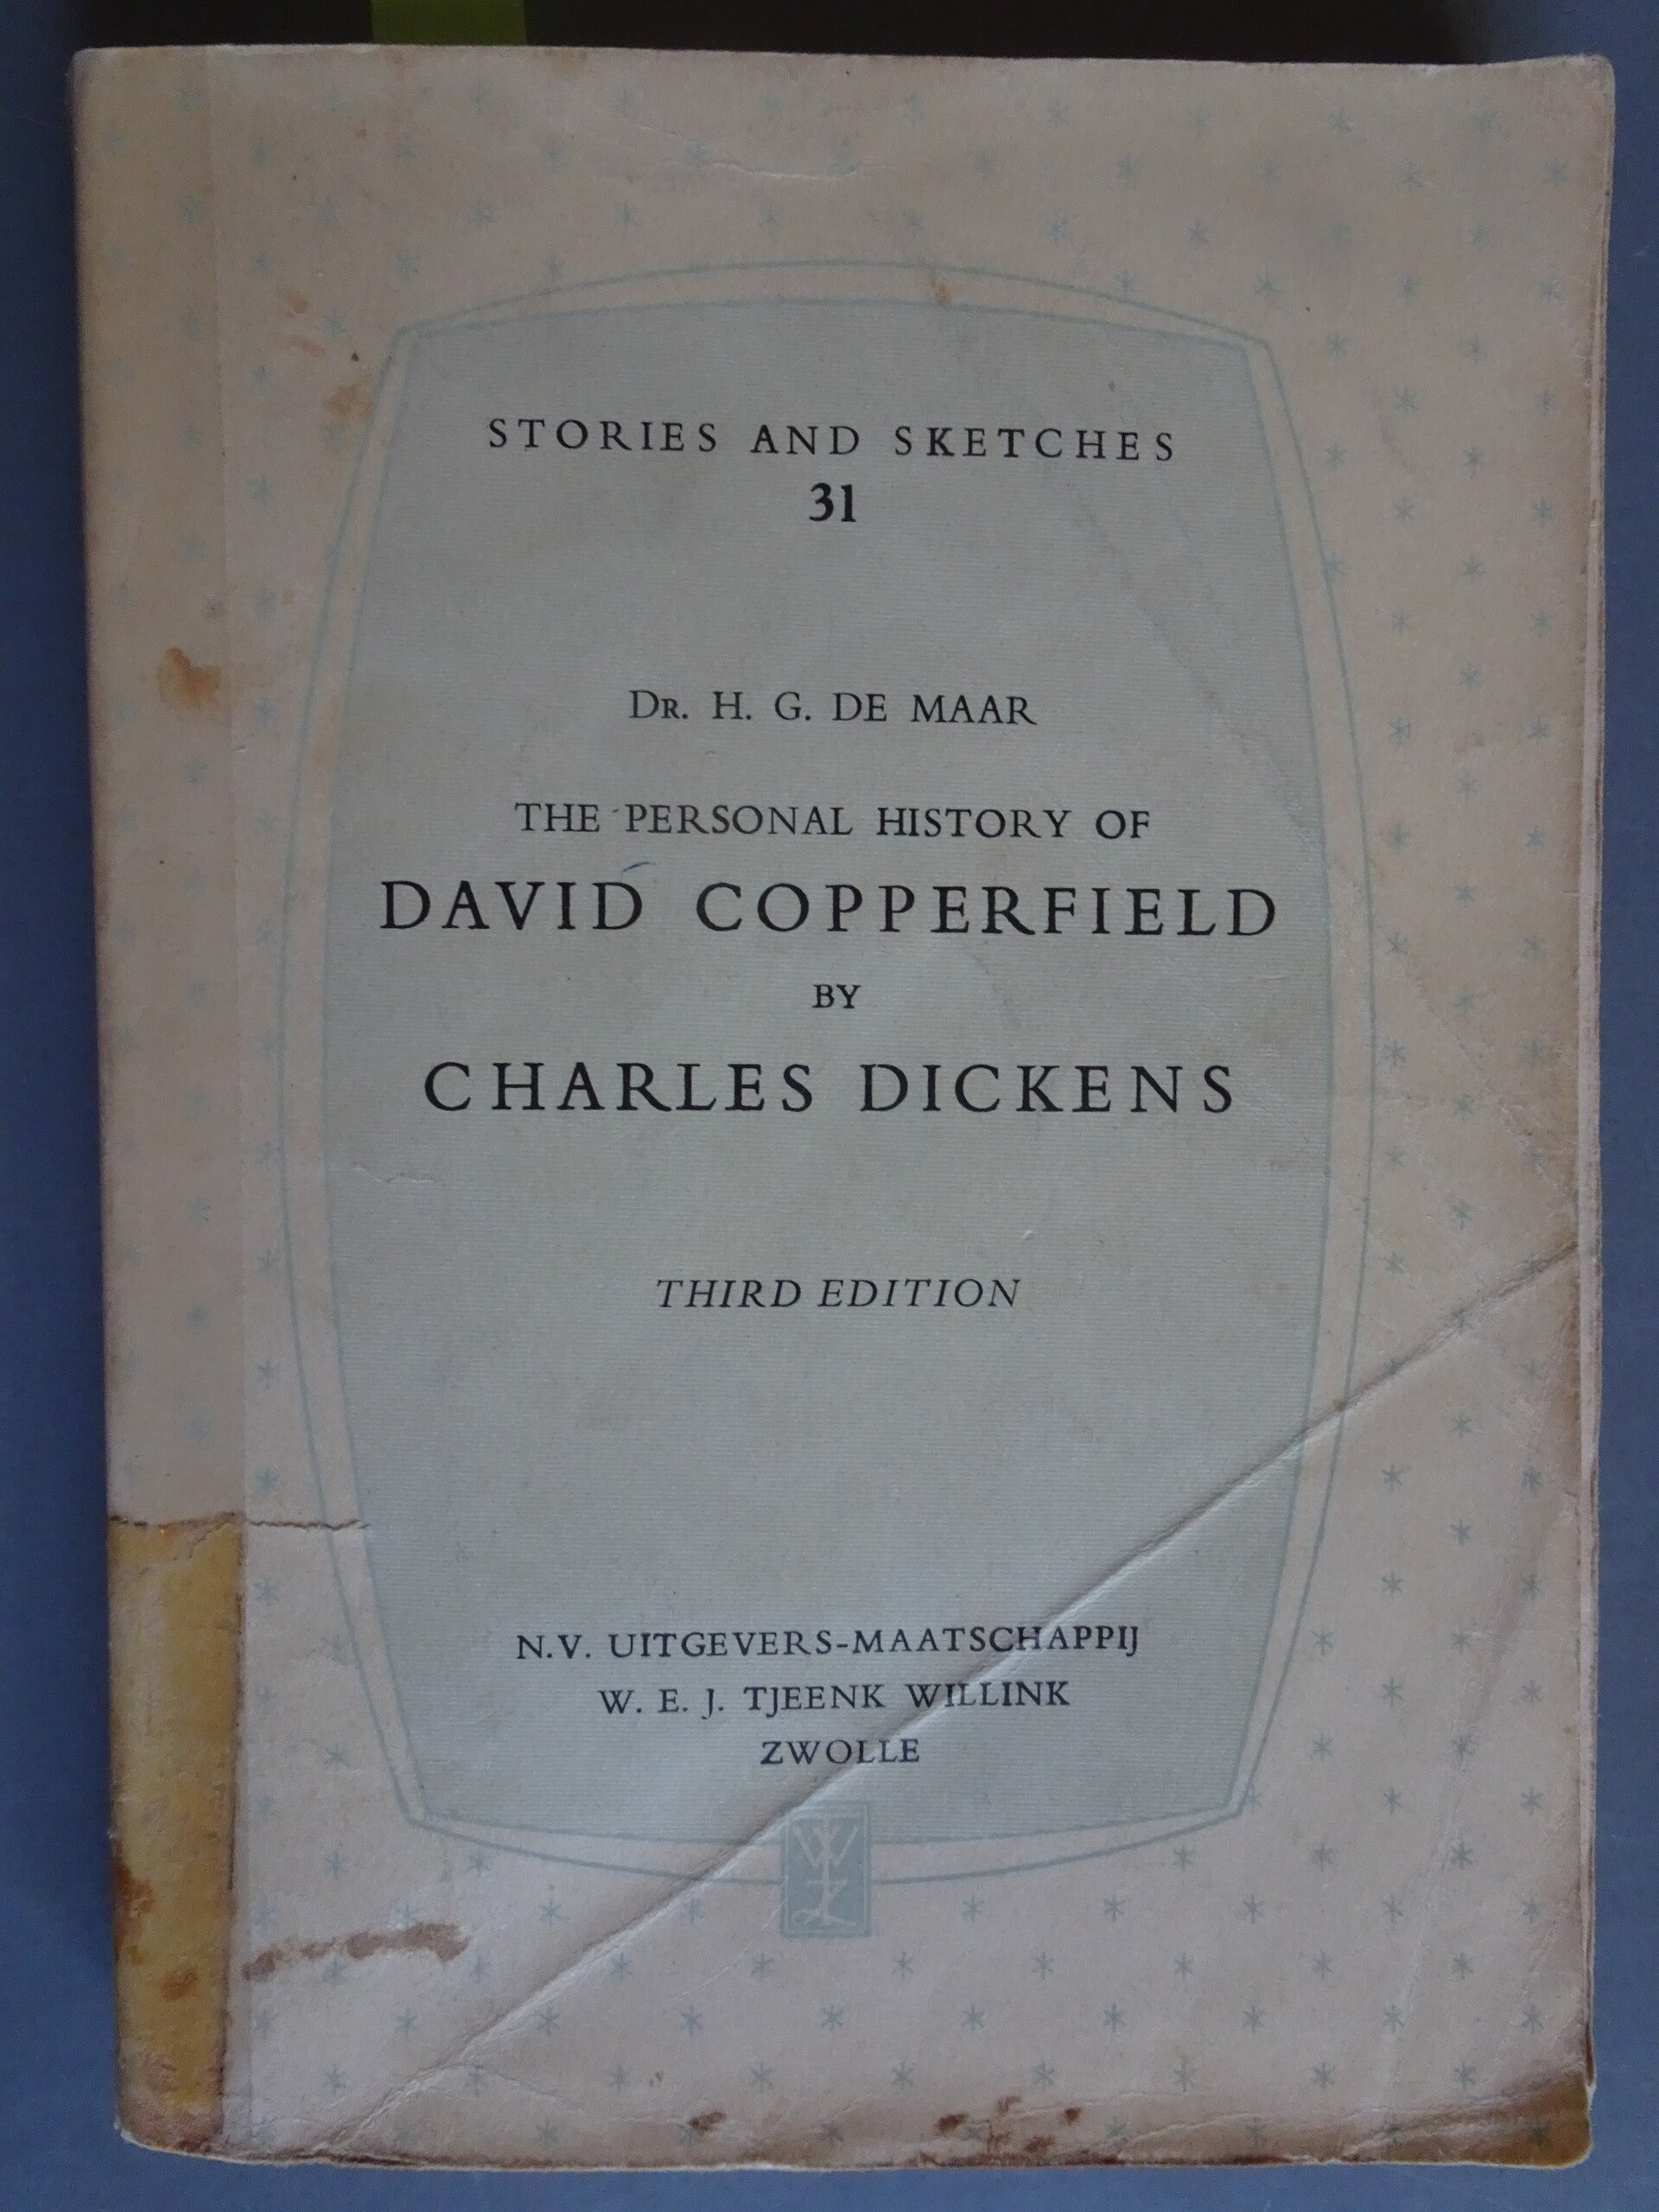 STORIES AND SKETCHES
31
DR. H. G. DE MAAR
THE PERSONAL HISTORY OF
DAVID COPPERFIELD
BY
CHARLES DICKENS
THIRD EDITION
N.V. UITGEVERS-MAATSCHAPPIJ
W. E. J. TJEENK WILLINK
ZWOLLE